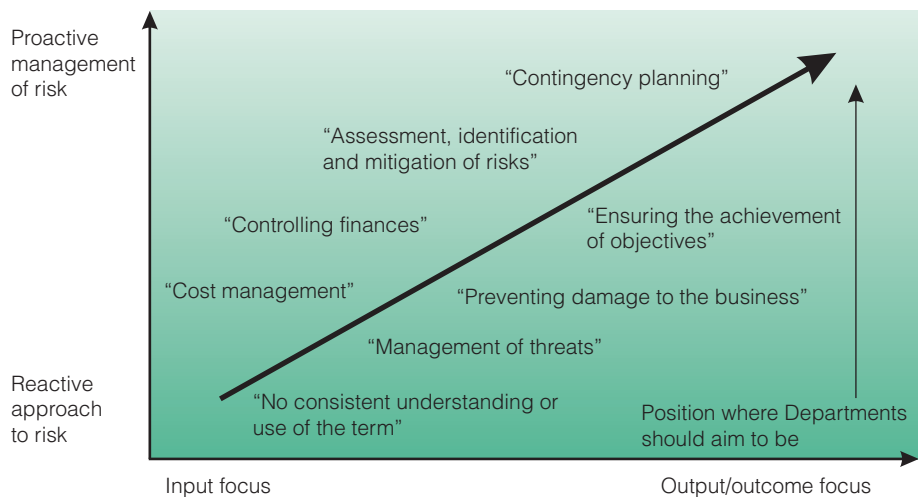 Proactive
management
of risk
“Contingency planning”
“Assessment, identification
and mitigation of risks”
“Controlling finances”
“Ensuring the achievement
of objectives”
“Cost management”
“Preventing damage to the business”
“Management of threats”
Reactive
approach
to risk
“No consistent understanding or
use of the term”
Position where Departments
should aim to be
Input focus
Output/outcome focus